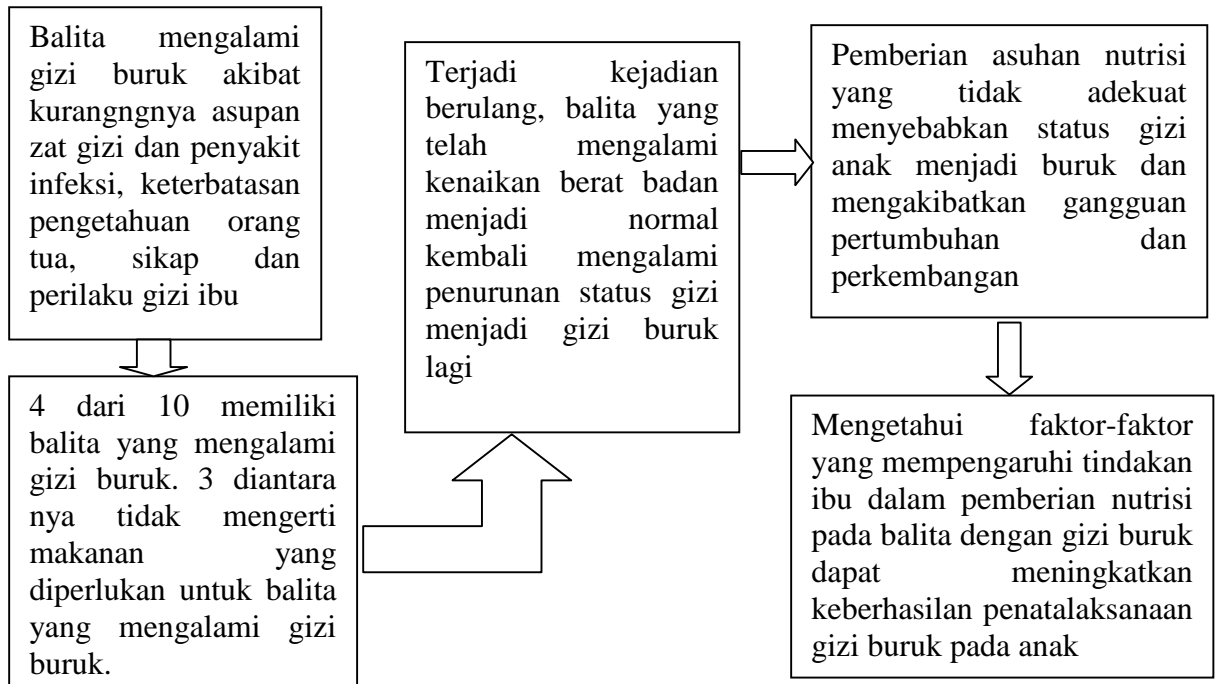 Balita mengalami
gizi buruk akibat
kurangngnya asupan
zat gizi dan penyakit
infeksi, keterbatasan
pengetahuan orang
tua, sikap dan
perilaku gizi ibu
4 dari 10 memiliki
balita yang mengalami
gizi buruk. 3 diantara
nya tidak mengerti
makanan yang
diperlukan untuk balita
yang mengalami gizi
buruk.
Terjadi kejadian
berulang, balita yang
telah mengalami
kenaikan berat badan
menjadi normal
kembali mengalami
penurunan status gizi
menjadi gizi buruk
lagi
Pemberian asuhan nutrisi
yang tidak adekuat
menyebabkan status gizi
anak menjadi buruk dan
mengakibatkan gangguan
pertumbuhan dan
perkembangan
Mengetahui faktor-faktor
yang mempengaruhi tindakan
ibu dalam pemberian nutrisi
pada balita dengan gizi buruk
dapat meningkatkan
keberhasilan penatalaksanaan
gizi buruk pada anak